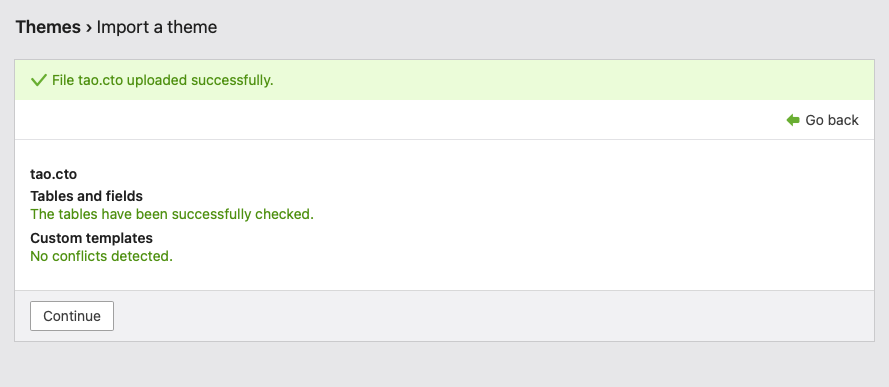 Themes › Import a theme
File tao.cto uploaded successfully.
Go back
tao.cto
Tables and fields
The tables have been successfully checked.
Custom templates
No conflicts detected.
Continue